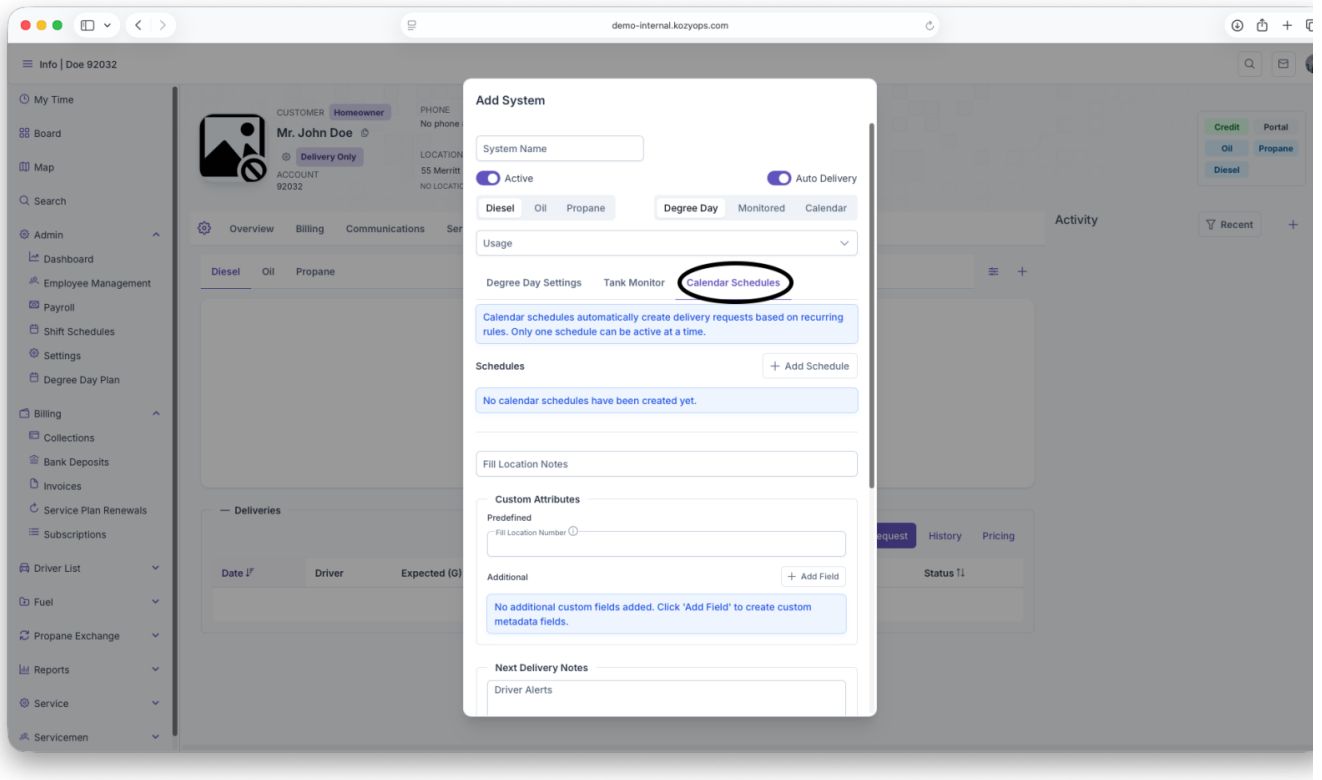 demo-internal.kozyops.com
Info | Doe 92032
My Time
Board
Map
Search
Admin
Dashboard
Employee Management
Payroll
Shift Schedules
Settings
Degree Day Plan
Billing
Collections
Bank Deposits
Invoices
Service Plan Renewals
Subscriptions
Driver List
Fuel
Propane Exchange
Reports
Service
Servicemen
CUSTOMER Homeowner
Mr. John Doe
Delivery Only
ACCOUNT
92032
PHONE
No phone
LOCATION
55 Merritt
Credit Portal
Oil Propane
Diesel
Overview Billing Communications Ser
Activity
Recent
Diesel Oil Propane
Deliveries
equest History Pricing
Date Driver Expected (G) Status
Add System
System Name
Active Auto Delivery
Diesel Oil Propane Degree Day Monitored Calendar
Usage
Degree Day Settings Tank Monitor Calendar Schedules
Calendar schedules automatically create delivery requests based on recurring
rules. Only one schedule can be active at a time.
Schedules + Add Schedule
No calendar schedules have been created yet.
Fill Location Notes
Custom Attributes
Predefined
Fill Location Number
Additional + Add Field
No additional custom fields added. Click 'Add Field' to create custom
metadata fields.
Next Delivery Notes
Driver Alerts